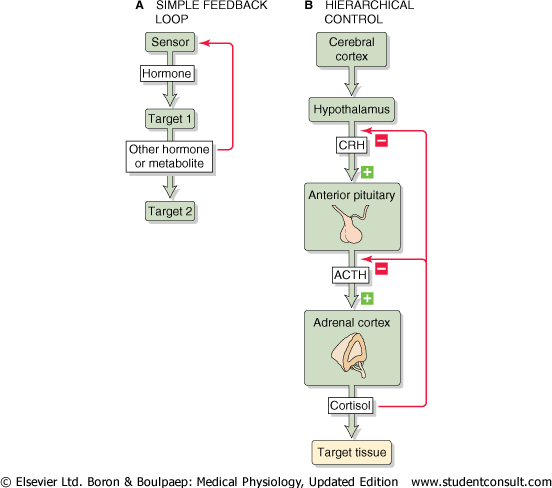 A SIMPLE FEEDBACK
LOOP
Sensor
Hormone
Target 1
Other hormone
or metabolite
Target 2
B HIERARCHICAL
CONTROL
Cerebral
cortex
Hypothalamus
CRH
−
+
Anterior pituitary
ACTH
−
+
Adrenal cortex
Cortisol
Target tissue
© Elsevier Ltd. Boron & Boulpaep: Medical Physiology, Updated Edition www.studentconsult.com